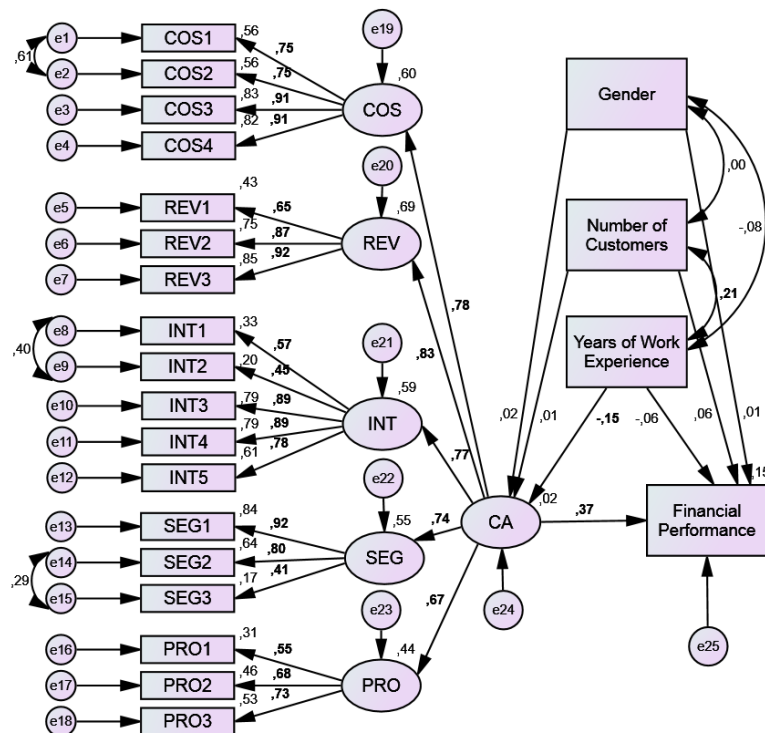 e19
e1
COS1
,56
,75
,61
e2
COS2
,56
,75
,60
e3
COS3
,83
,91
COS
e4
COS4
,82
,91
e20
,43
e5
REV1
,65
,69
e6
REV2
,75
,87
REV
e7
REV3
,85
,92
e8
INT1
,33
,57
e21
,40
e9
INT2
,20
,45
,59
e10
INT3
,79
,89
INT
e11
INT4
,79
,89
e12
INT5
,61
,78
e22
e13
SEG1
,84
,92
,55
e14
SEG2
,64
,80
SEG
,29
e15
SEG3
,17
,41
e23
e16
PRO1
,31
,55
,44
e17
PRO2
,46
,68
PRO
e18
PRO3
,53
,73
,78
,83
,77
,74
,67
CA
,02
e24
Gender
,00
-,08
Number of
Customers
,21
Years of Work
Experience
,02
,01
-,15
-,06
,06
,01
,15
,37
Financial
Performance
e25